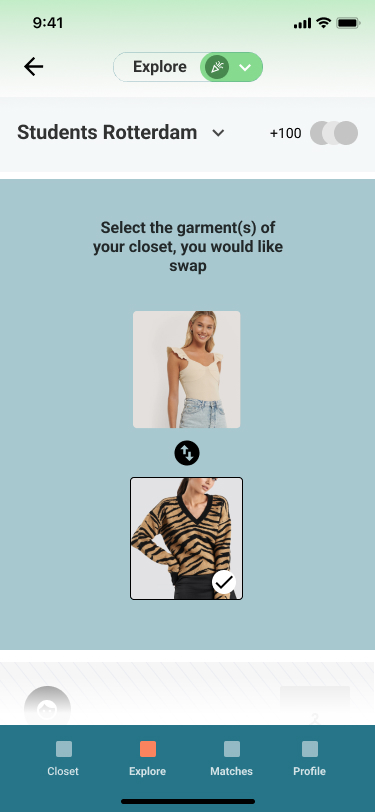 9:41
Explore
Students Rotterdam
+100
Select the garment(s) of
your closet, you would like
swap
Closet
Explore
Matches
Profile